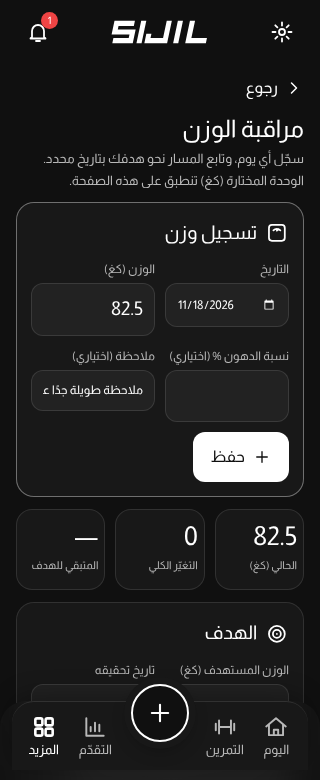 1
SIJIL
رجوع
مراقبة الوزن
سجّل أي يوم، وتابع المسار نحو هدفك بتاريخ محدد.
الوحدة المختارة (كغ) تنطبق على هذه الصفحة.
تسجيل وزن
التاريخ
الوزن (كغ)
11/18/2026
82.5
نسبة الدهون % (اختياري)
ملاحظة (اختياري)
ملاحظة طويلة جدًا ء
حفظ
82.5
0
—
الحالي (كغ)
التغيّر الكلي
المتبقي للهدف
الهدف
الوزن المستهدف (كغ)
تاريخ تحقيقه
اليوم
التمرين
التقدّم
المزيد